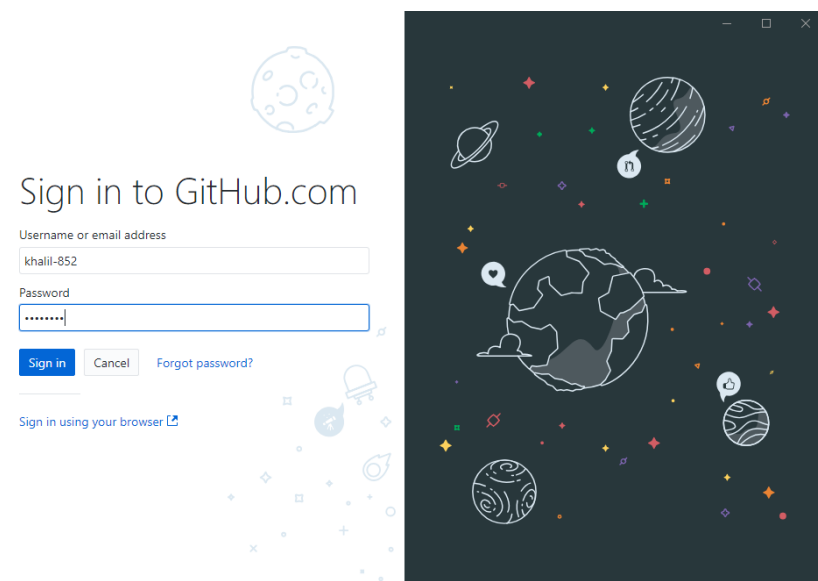 Sign in to GitHub.com
Username or email address
khalil-852
Password
••••••••
Sign in
Cancel
Forgot password?
Sign in using your browser